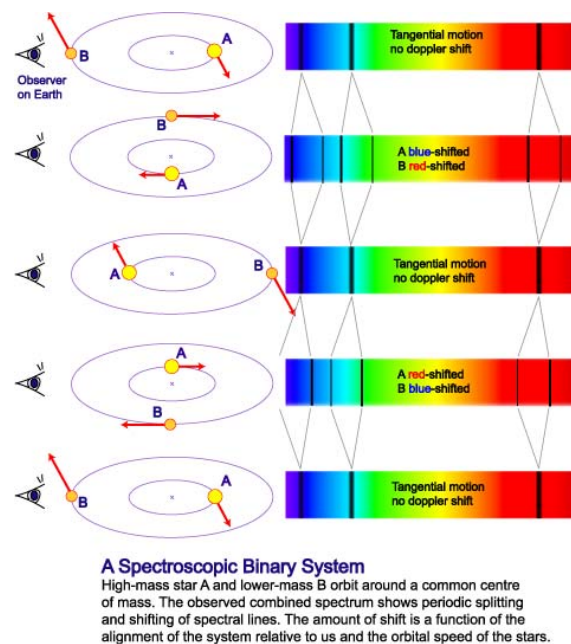 A
B
Observer
on Earth
Tangential motion
no doppler shift
B
A
A blue-shifted
B red-shifted
A
B
Tangential motion
no doppler shift
A
B
A red-shifted
B blue-shifted
A
B
Tangential motion
no doppler shift
A Spectroscopic Binary System
High-mass star A and lower-mass B orbit around a common centre
of mass. The observed combined spectrum shows periodic splitting
and shifting of spectral lines. The amount of shift is a function of the
alignment of the system relative to us and the orbital speed of the stars.